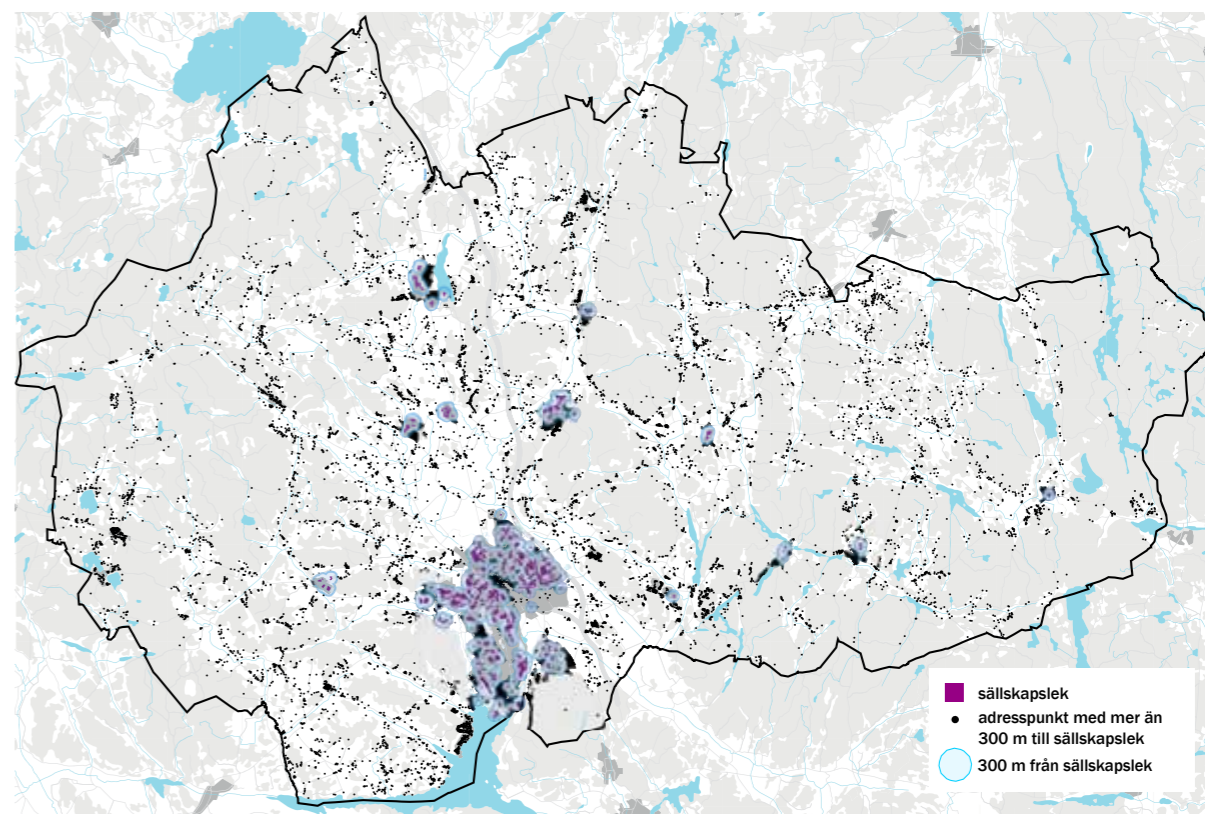 sällskapslek
adresspunkt med mer än
300 m till sällskapslek
300 m från sällskapslek